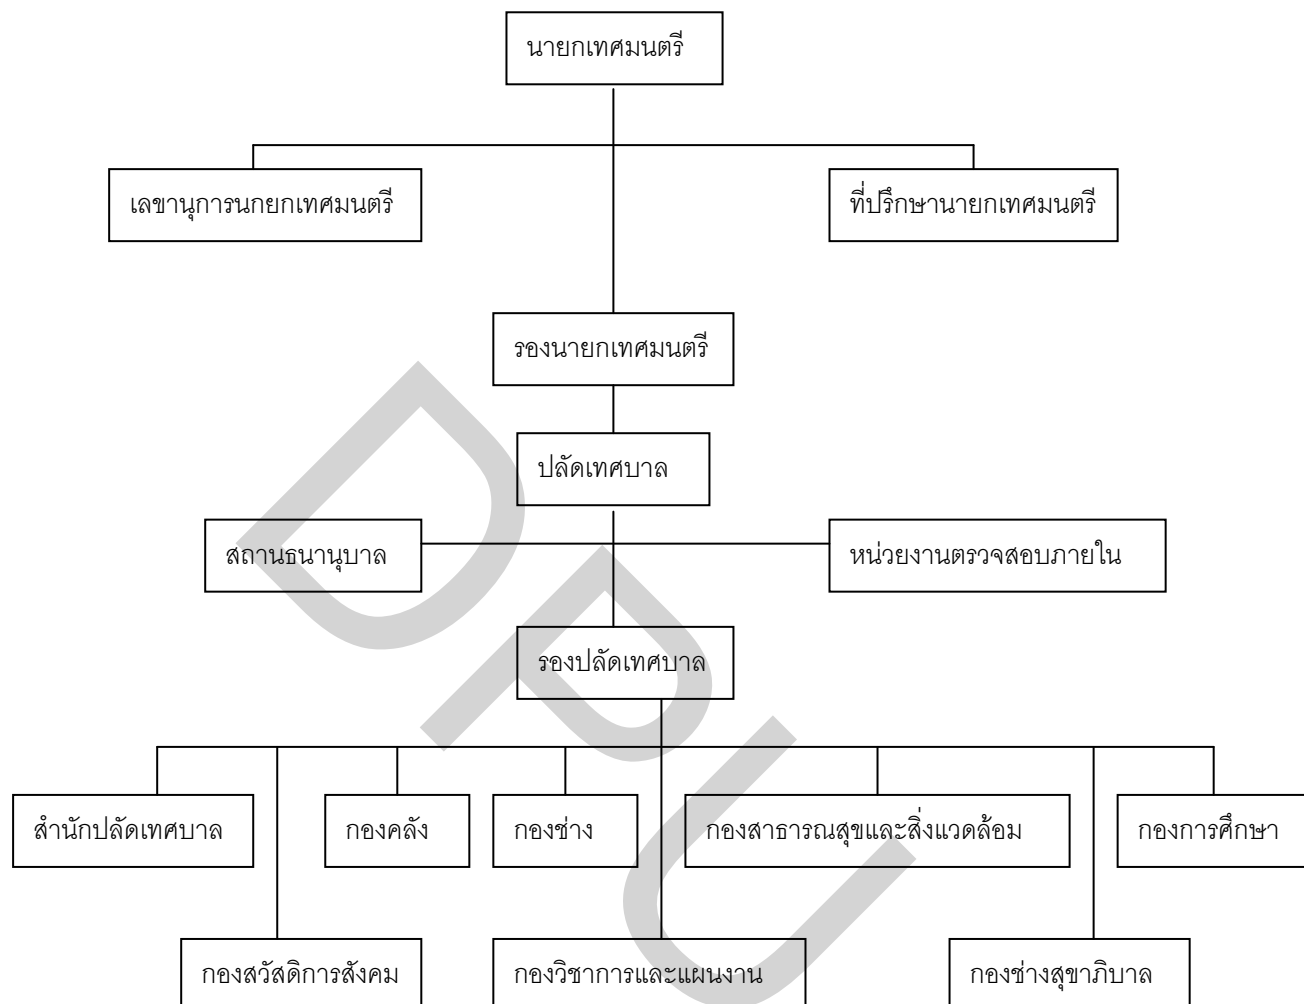 นายกเทศมนตรี
เลขานุการนกยกเทศมนตรี
ที่ปรึกษานายกเทศมนตรี
รองนายกเทศมนตรี
ปลัดเทศบาล
สถานธนานุบาล
หน่วยงานตรวจสอบภายใน
รองปลัดเทศบาล
สำนักปลัดเทศบาล
กองคลัง
กองช่าง
กองสาธารณสุขและสิ่งแวดล้อม
กองการศึกษา
กองสวัสดิการสังคม
กองวิชาการและแผนงาน
กองช่างสุขาภิบาล
DPU